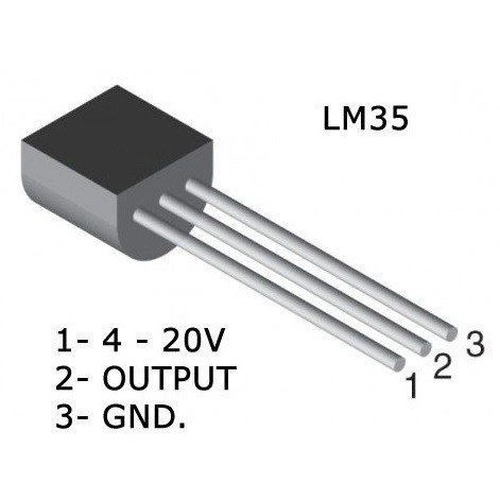 LM35
1- 4 - 20V
2- OUTPUT
3- GND.
1
2
3